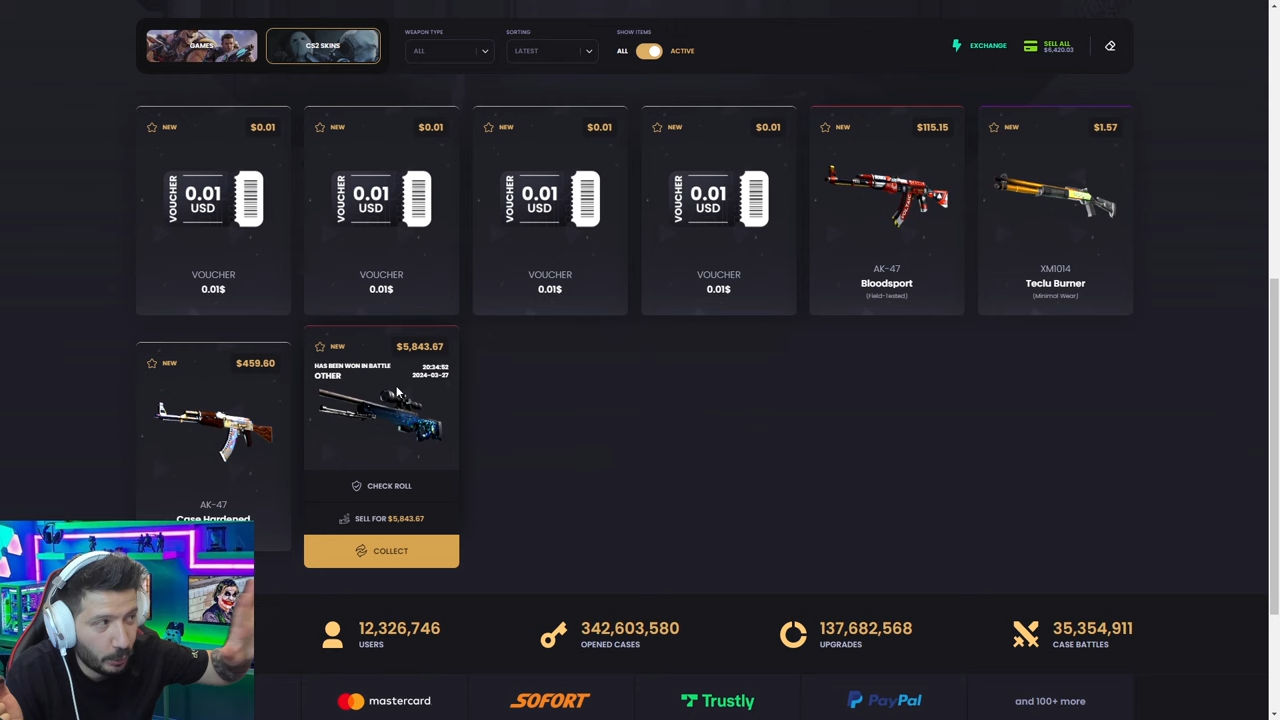 GAMES
CS2 SKINS
WEAPON TYPE
ALL
SORTING
LATEST
SHOW ITEMS
ALL
ACTIVE
EXCHANGE
SELL ALL
$6,420.03
NEW
$0.01
VOUCHER
0.01
USD
VOUCHER
0.01$
NEW
$0.01
VOUCHER
0.01
USD
VOUCHER
0.01$
NEW
$0.01
VOUCHER
0.01
USD
VOUCHER
0.01$
NEW
$0.01
VOUCHER
0.01
USD
VOUCHER
0.01$
NEW
$115.15
AK-47
Bloodsport
(Field-Tested)
NEW
$1.57
XM1014
Teclu Burner
(Minimal Wear)
NEW
$459.60
AK-47
Case Hardened
NEW
$5,843.67
HAS BEEN WON IN BATTLE
OTHER
20:34:52
2024-03-27
CHECK ROLL
SELL FOR $5,843.67
COLLECT
12,326,746
USERS
342,603,580
OPENED CASES
137,682,568
UPGRADES
35,354,911
CASE BATTLES
mastercard
SOFORT
Trustly
PayPal
and 100+ more